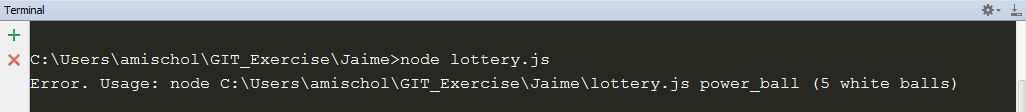 Terminal
C:\Users\amischol\GIT_Exercise\Jaime>node lottery.js
Error. Usage: node C:\Users\amischol\GIT_Exercise\Jaime\lottery.js power_ball (5 white balls)